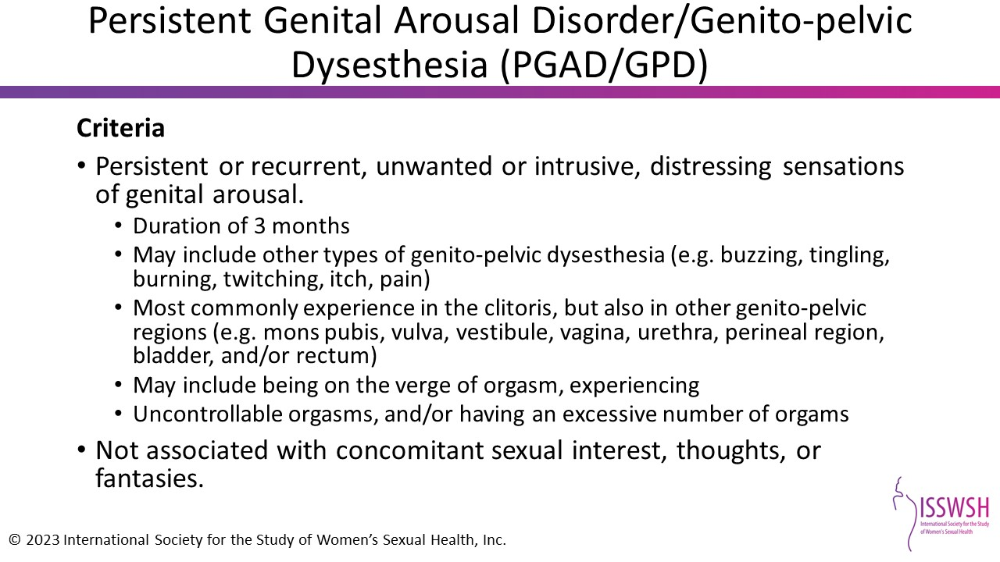 Persistent Genital Arousal Disorder/Genito-pelvic
Dysesthesia (PGAD/GPD)
Criteria
• Persistent or recurrent, unwanted or intrusive, distressing sensations
of genital arousal.
• Duration of 3 months
• May include other types of genito-pelvic dysesthesia (e.g. buzzing, tingling,
burning, twitching, itch, pain)
• Most commonly experience in the clitoris, but also in other genito-pelvic
regions (e.g. mons pubis, vulva, vestibule, vagina, urethra, perineal region,
bladder, and/or rectum)
• May include being on the verge of orgasm, experiencing
• Uncontrollable orgasms, and/or having an excessive number of orgams
• Not associated with concomitant sexual interest, thoughts, or
fantasies.
ISSWSH
International Society for the Study
of Women's Sexual Health
© 2023 International Society for the Study of Women’s Sexual Health, Inc.